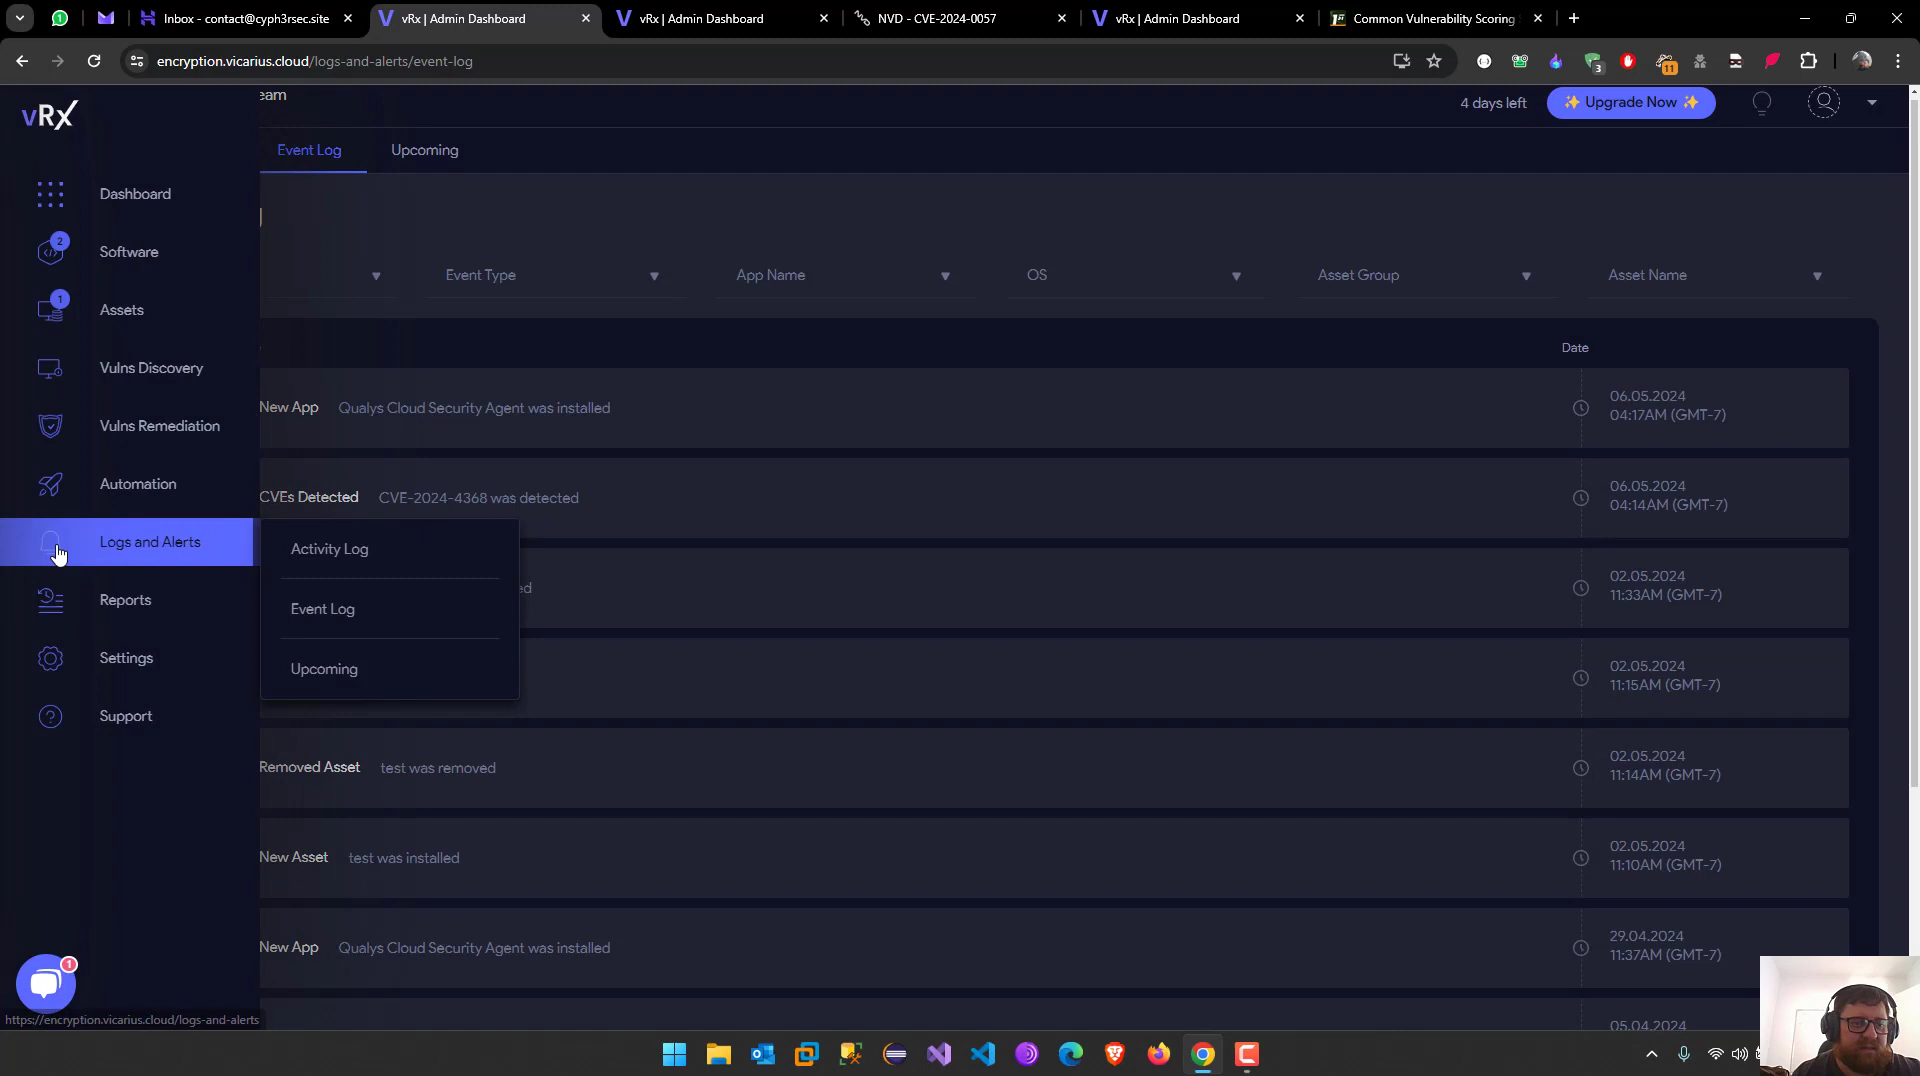 Inbox - contact@cyph3rsec.site
vRx | Admin Dashboard
vRx | Admin Dashboard
NVD - CVE-2024-0057
vRx | Admin Dashboard
Common Vulnerability Scoring
encryption.vicarius.cloud/logs-and-alerts/event-log
3
11
vRx
eam
4 days left
✨ Upgrade Now ✨
Event Log
Upcoming
Dashboard
2
Software
1
Assets
Vulns Discovery
Vulns Remediation
Automation
Logs and Alerts
Reports
Settings
Support
Activity Log
Event Log
Upcoming
Event Type
App Name
OS
Asset Group
Asset Name
Date
New App Qualys Cloud Security Agent was installed
06.05.2024
04:17AM (GMT-7)
CVEs Detected CVE-2024-4368 was detected
06.05.2024
04:14AM (GMT-7)
ed
02.05.2024
11:33AM (GMT-7)
02.05.2024
11:15AM (GMT-7)
Removed Asset test was removed
02.05.2024
11:14AM (GMT-7)
New Asset test was installed
02.05.2024
11:10AM (GMT-7)
New App Qualys Cloud Security Agent was installed
29.04.2024
11:37AM (GMT-7)
05.04.2024
1
https://encryption.vicarius.cloud/logs-and-alerts